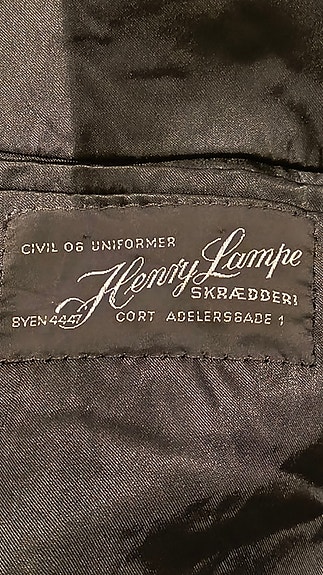 CIVIL OG UNIFORMER
Henry Lampe
SKRÆDDERI
BYEN 4447 CORT ADELERSGADE 1